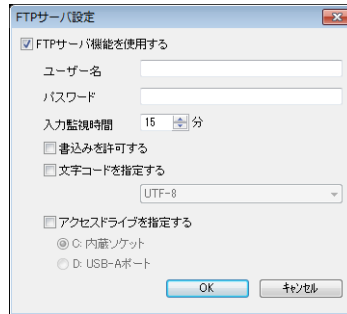 FTPサーバ設定
FTPサーバ機能を使用する
ユーザー名
パスワード
入力監視時間 15 分
書込みを許可する
文字コードを指定する
UTF-8
アクセスドライブを指定する
C: 内蔵ソケット
D: USB-Aポート
OK キャンセル